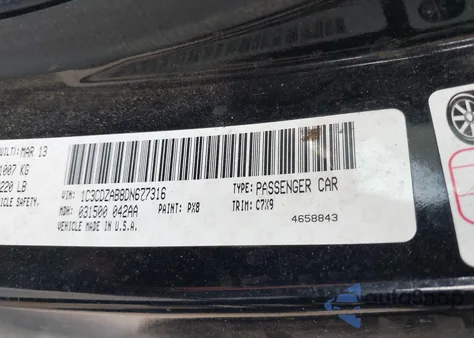 UILT: MAR 13
1007 KG
220 LB
ICLE SAFETY,
VIN: 1C3CDZAB8DN677316
TYPE: PASSENGER CAR
MDH: 031500 042AA
PAINT: PX8
TRIM: C7X9
VEHICLE MADE IN U.S.A.
4658843
autosnap